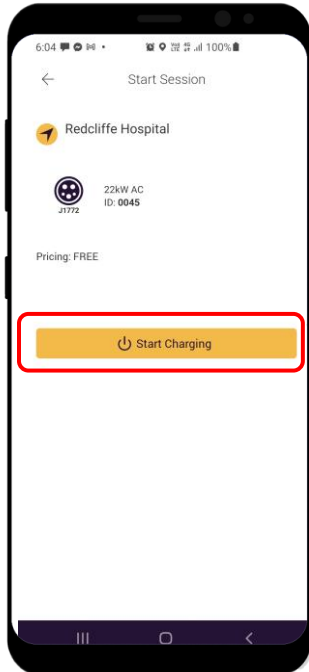 6:04
100%
Start Session
Redcliffe Hospital
22kW AC
ID: 0045
J1772
Pricing: FREE
Start Charging